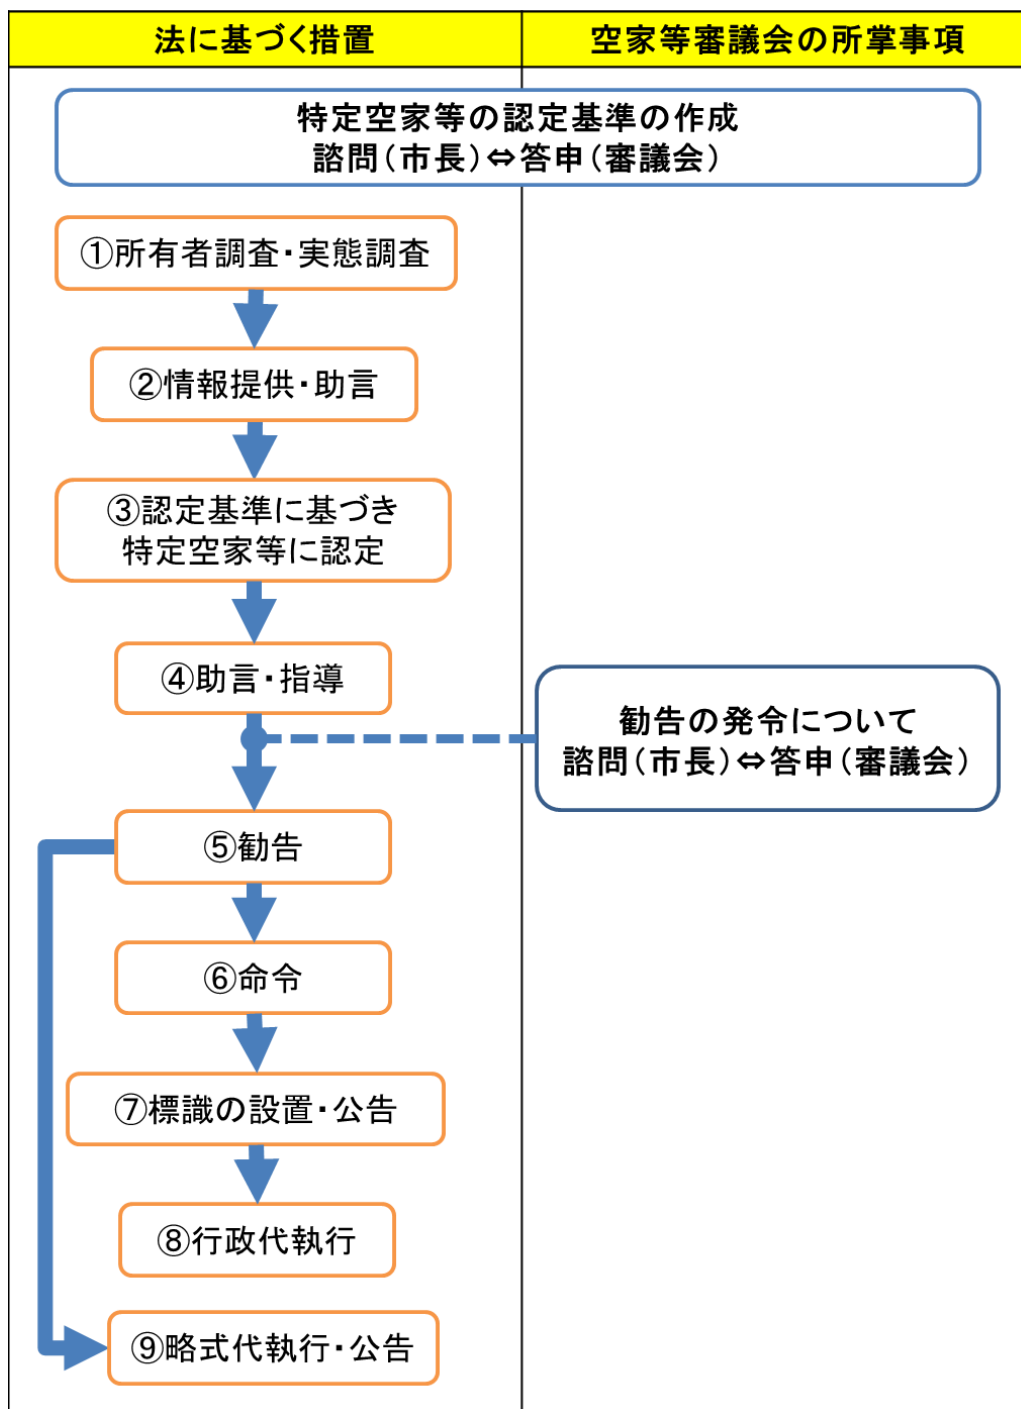 法に基づく措置
空家等審議会の所掌事項
特定空家等の認定基準の作成
諮問(市長)⇔答申(審議会)
①所有者調査・実態調査
②情報提供・助言
③認定基準に基づき
特定空家等に認定
④助言・指導
勧告の発令について
諮問(市長)⇔答申(審議会)
⑤勧告
⑥命令
⑦標識の設置・公告
⑧行政代執行
⑨略式代執行・公告